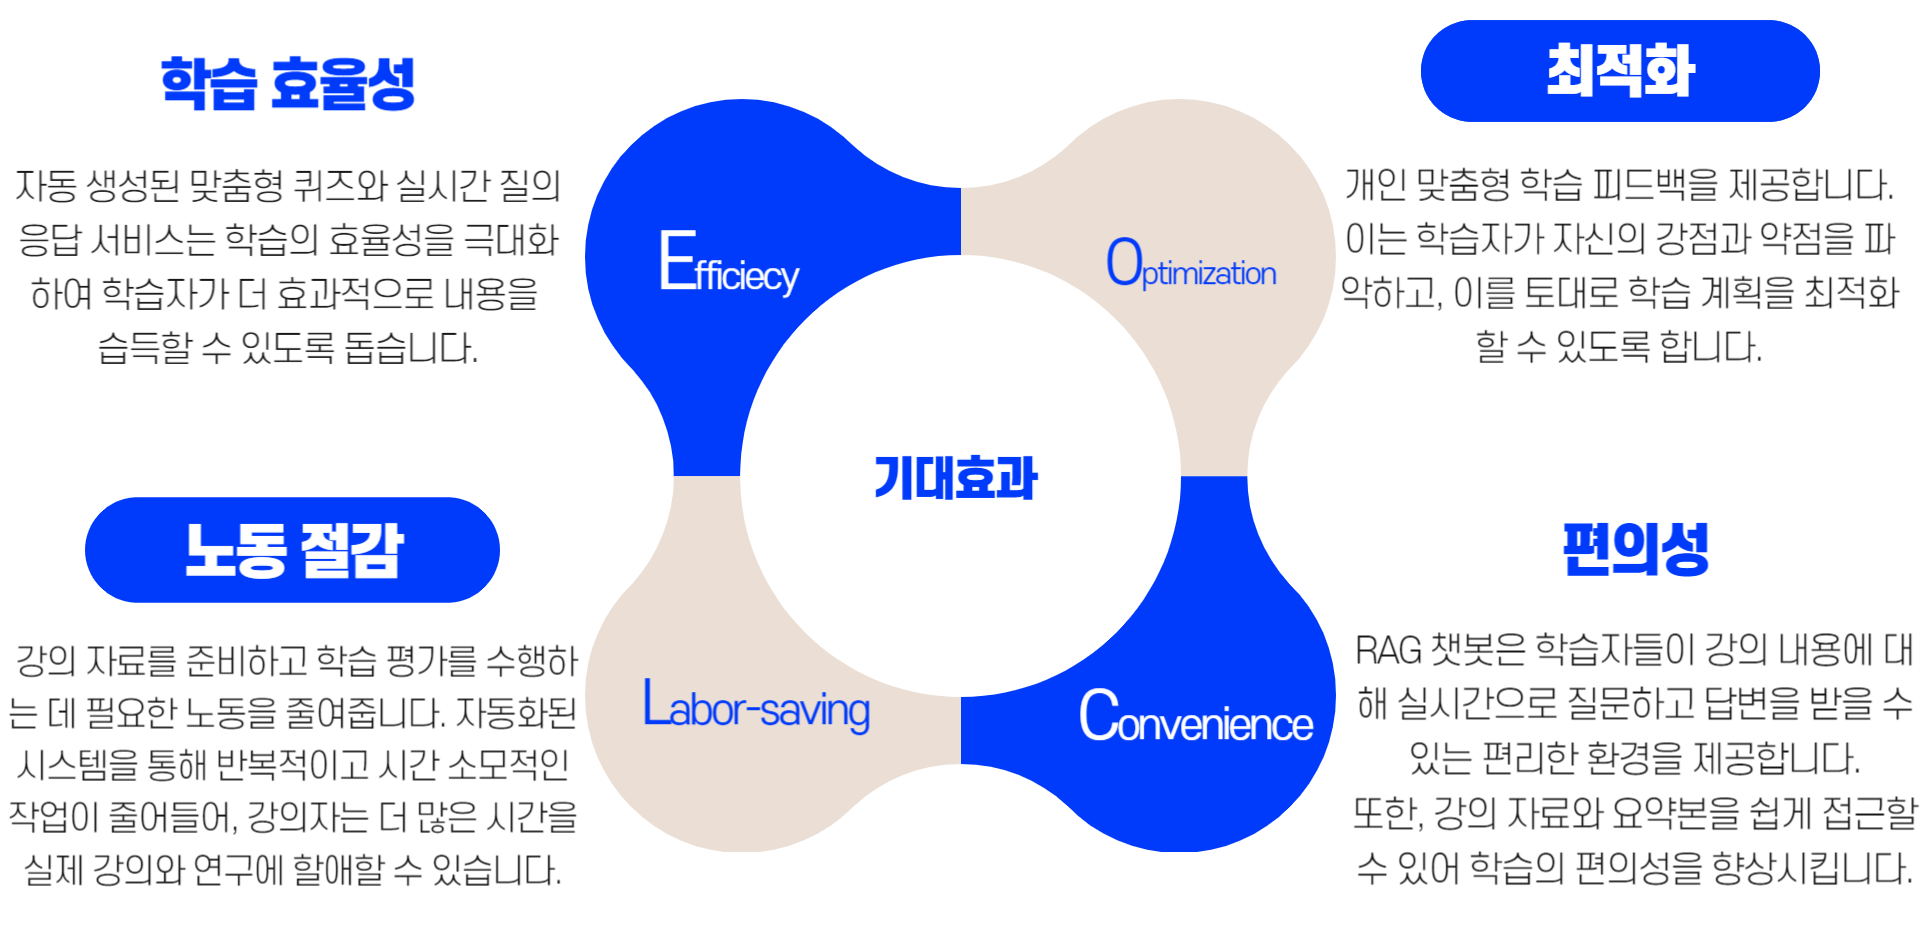 학습 효율성
자동 생성된 맞춤형 퀴즈와 실시간 질의
응답 서비스는 학습의 효율성을 극대화
하여 학습자가 더 효과적으로 내용을
습득할 수 있도록 돕습니다.
Efficiecy
최적화
개인 맞춤형 학습 피드백을 제공합니다.
이는 학습자가 자신의 강점과 약점을 파
악하고, 이를 토대로 학습 계획을 최적화
할 수 있도록 합니다.
Optimization
기대효과
노동 절감
강의 자료를 준비하고 학습 평가를 수행하
는 데 필요한 노동을 줄여줍니다. 자동화된
시스템을 통해 반복적이고 시간 소모적인
작업이 줄어들어, 강의자는 더 많은 시간을
실제 강의와 연구에 할애할 수 있습니다.
Labor-saving
편의성
RAG 챗봇은 학습자들이 강의 내용에 대
해 실시간으로 질문하고 답변을 받을 수
있는 편리한 환경을 제공합니다.
또한, 강의 자료와 요약본을 쉽게 접근할
수 있어 학습의 편의성을 향상시킵니다.
Convenience